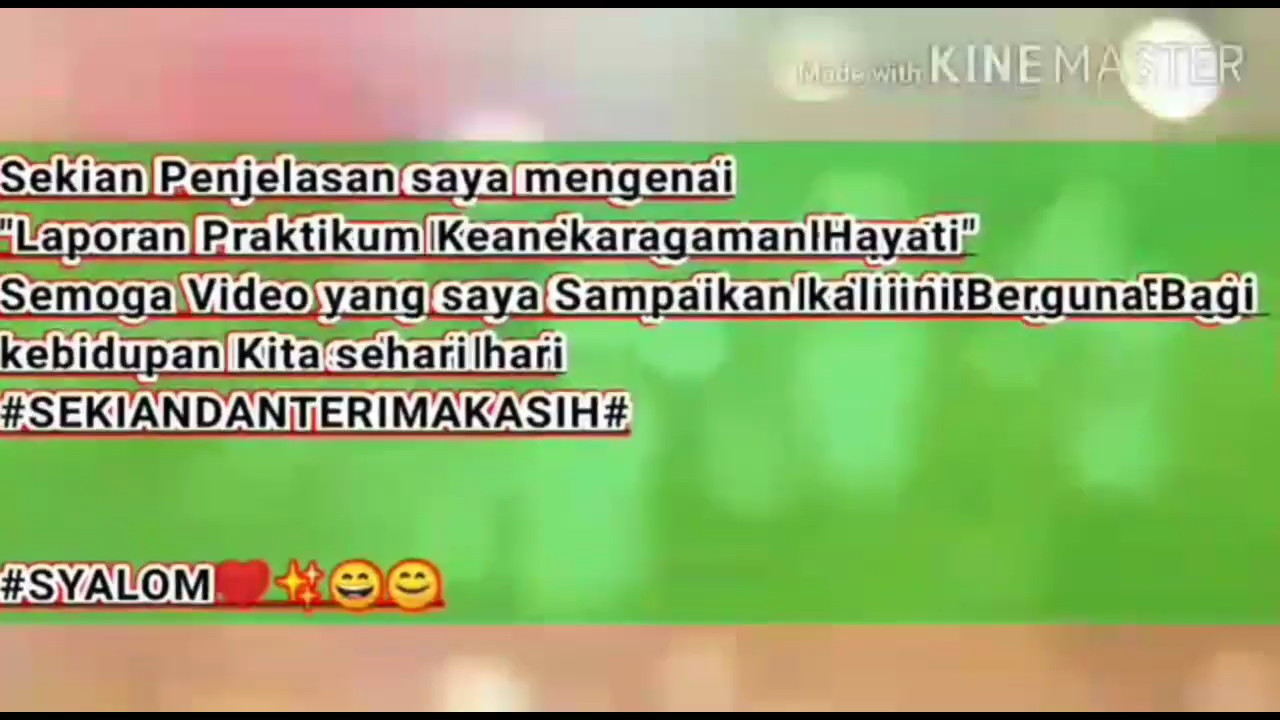 Made with KINEMASTER
Sekian Penjelasan saya mengenai
"Laporan Praktikum Keanekaragaman Hayati"
Semoga Video yang saya Sampaikan kali ini Berguna Bagi
kebidupan Kita sehari hari
#SEKIANDANTERIMAKASIH#
#SYALOM❤️✨😄😊